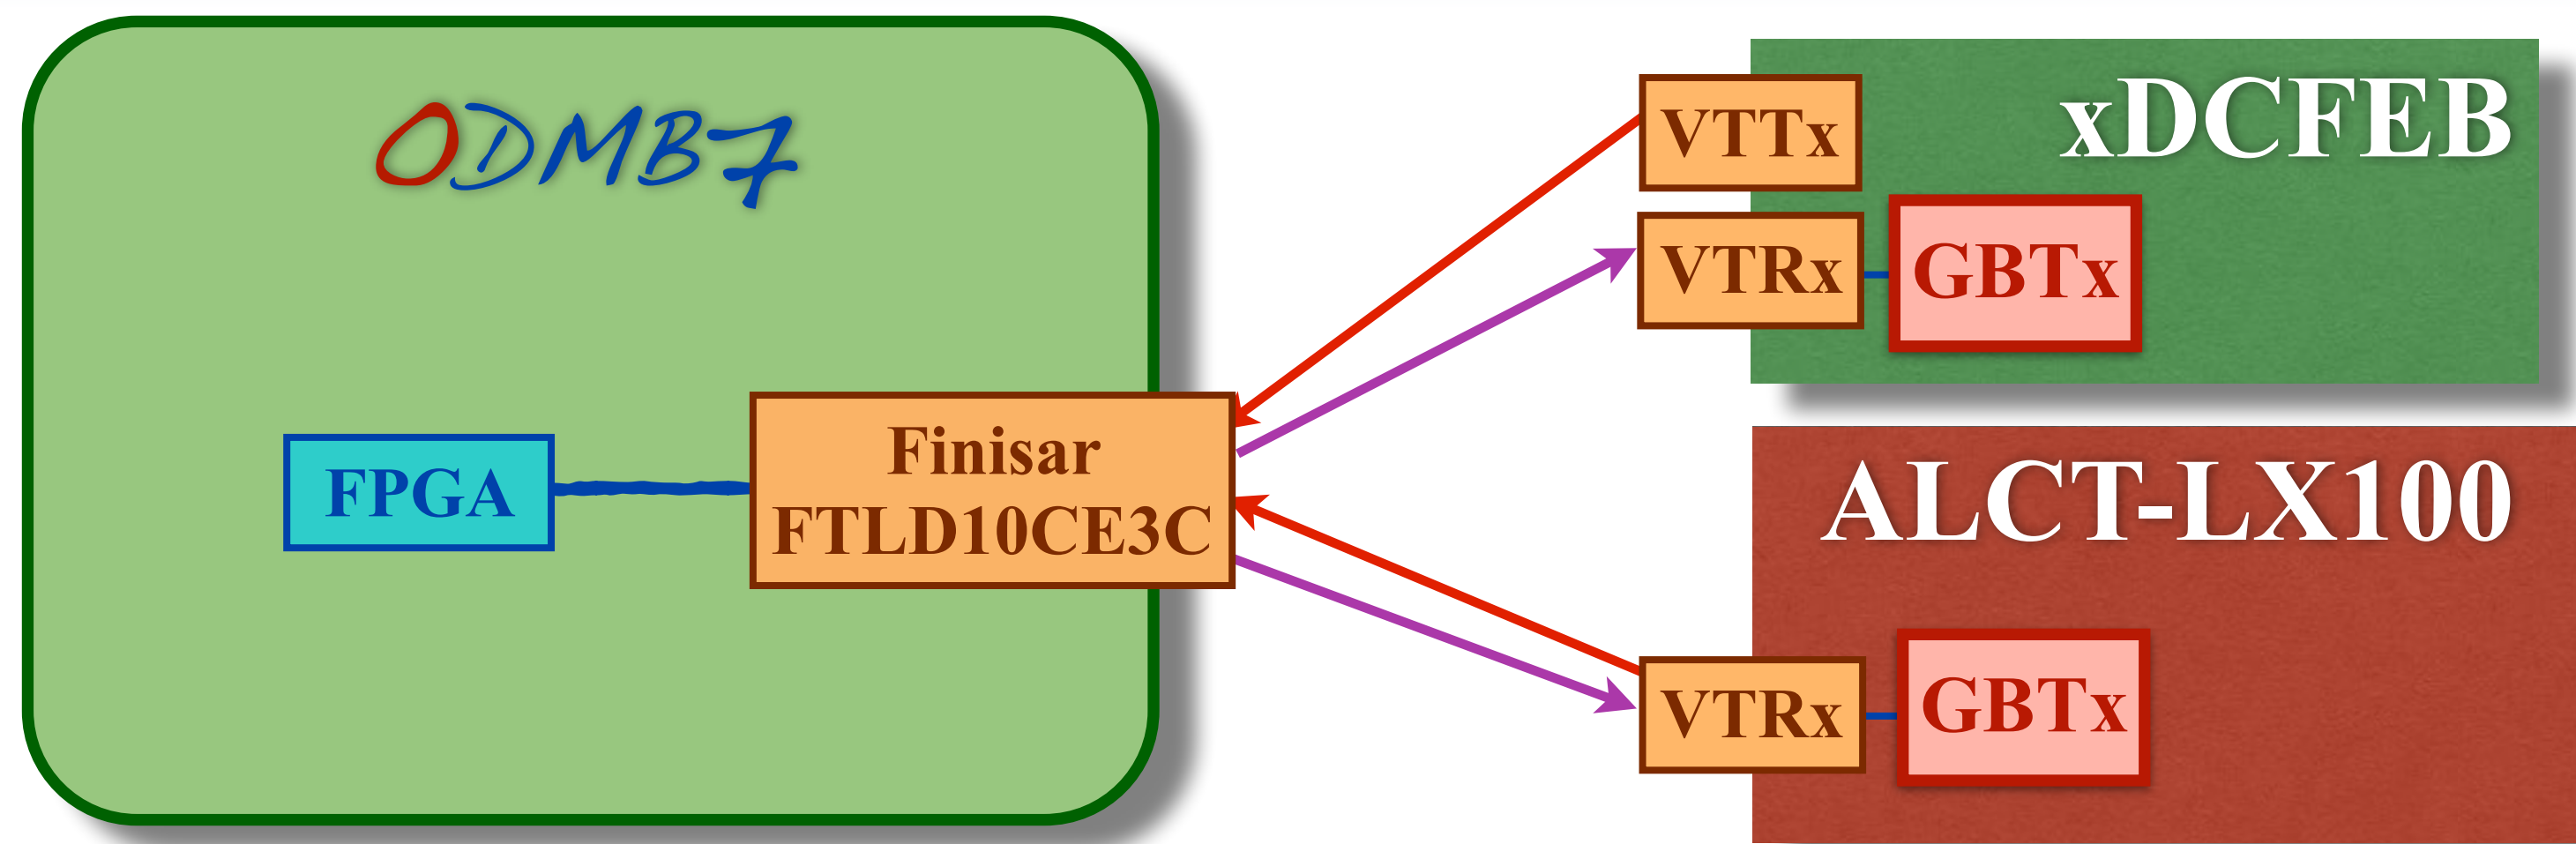 ODMB7
FPGA
Finisar
FTLD10CE3C
VTTx
xDCFEB
VTRx
GBTx
ALCT-LX100
VTRx
GBTx